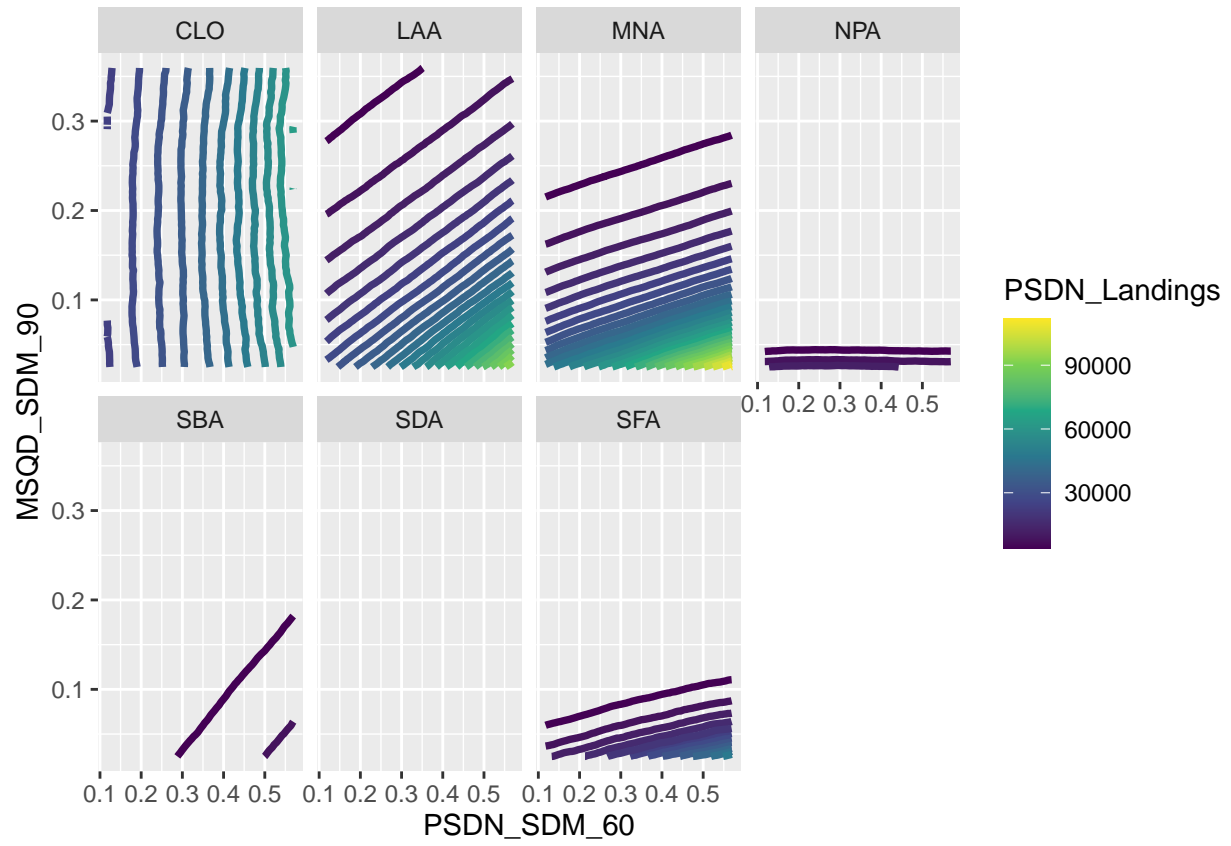 CLO LAA MNA NPA
0.3
0.2
0.1
0.1 0.2 0.3 0.4 0.5
SBA SDA SFA
0.3
0.2
0.1
0.1 0.2 0.3 0.4 0.5 0.1 0.2 0.3 0.4 0.5 0.1 0.2 0.3 0.4 0.5
PSDN_SDM_60
MSQD_SDM_90
PSDN_Landings
90000
60000
30000